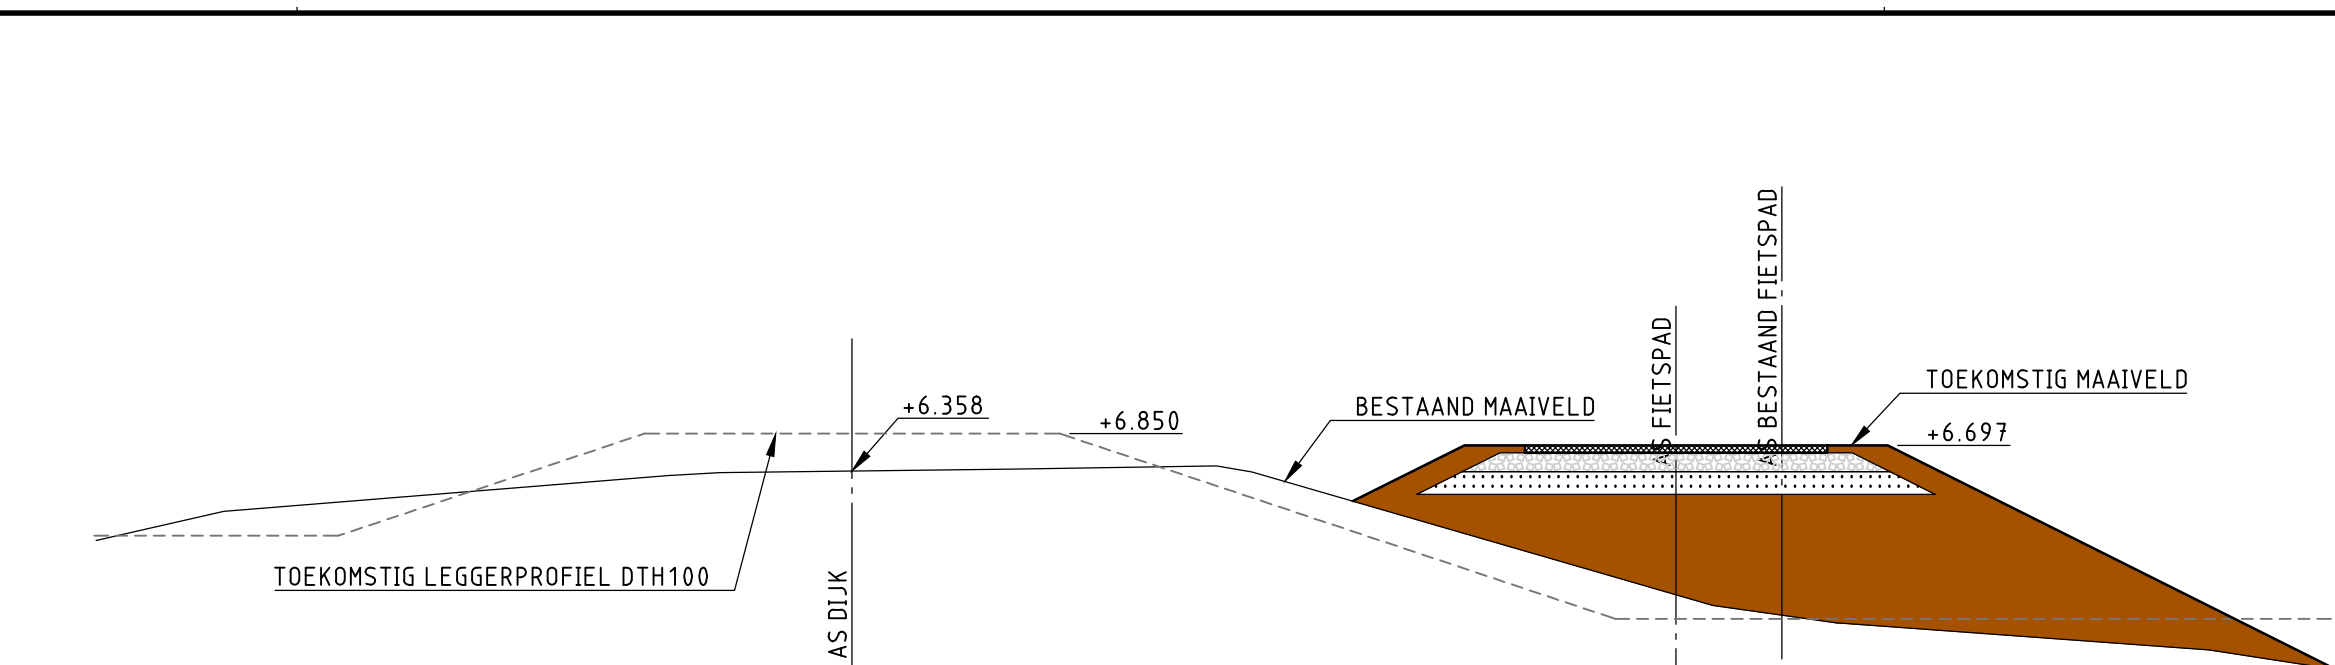 AS BESTAAND FIETSPAD
AS FIETSPAD
TOEKOMSTIG MAAIVELD
+6.358
BESTAAND MAAIVELD
+6.850
+6.697
TOEKOMSTIG LEGGERPROFIEL DTH100
AS DIJK